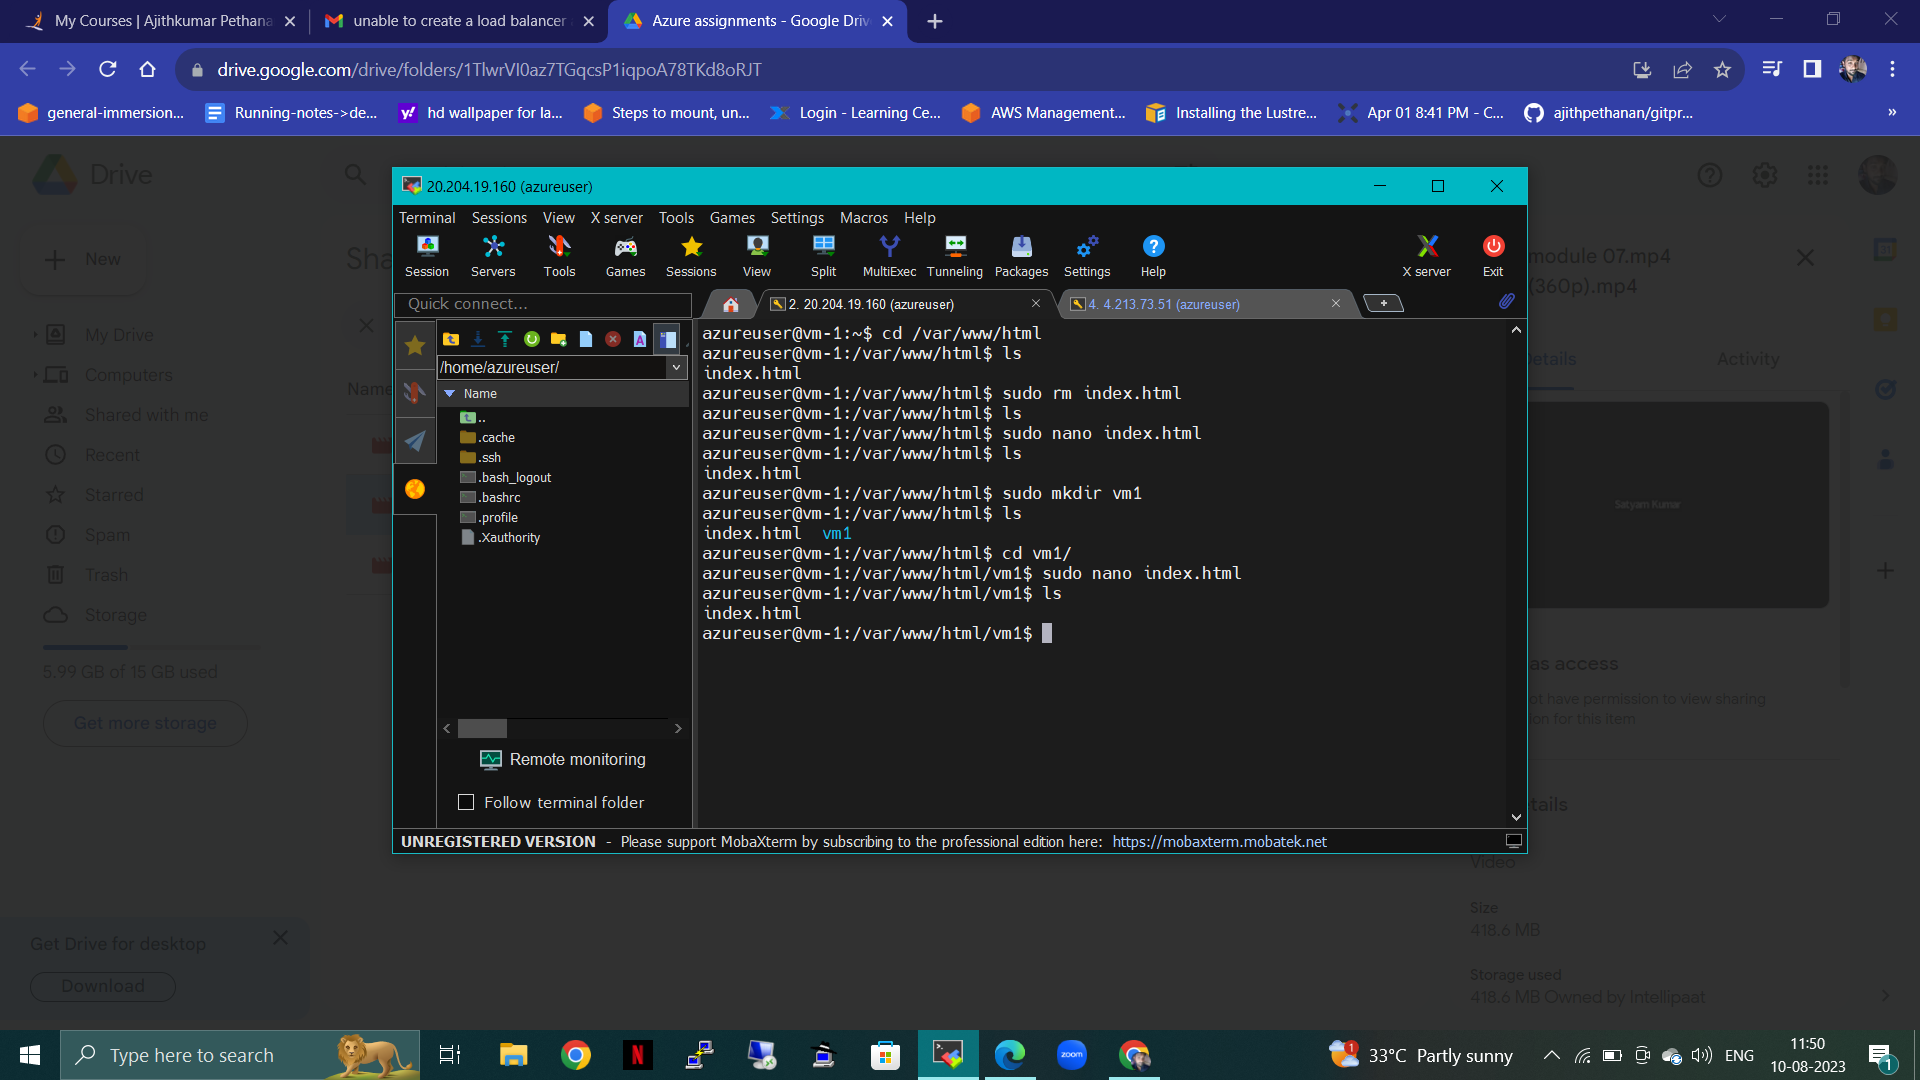 My Courses | Ajithkumar Pethana
unable to create a load balancer
Azure assignments - Google Driv
drive.google.com/drive/folders/1TlwrVI0az7TGqcsP1iqpoA78TKd8oRJT
general-immersion...
Running-notes->de...
hd wallpaper for la...
Steps to mount, un...
Login - Learning Ce...
AWS Management...
Installing the Lustre...
Apr 01 8:41 PM - C...
ajithpethanan/gitpr...
»
Drive
New
Sha
My Drive
Computers
Shared with me
Recent
Starred
Spam
Trash
Storage
5.99 GB of 15 GB used
Get more storage
Get Drive for desktop
Download
Name
20.204.19.160 (azureuser)
Terminal Sessions View X server Tools Games Settings Macros Help
Session Servers Tools Games Sessions View Split MultiExec Tunneling Packages Settings Help X server Exit
Quick connect...
2. 20.204.19.160 (azureuser)
4. 4.213.73.51 (azureuser)
/home/azureuser/
Name
..
.cache
.ssh
.bash_logout
.bashrc
.profile
.Xauthority
Remote monitoring
Follow terminal folder
azureuser@vm-1:~$ cd /var/www/html
azureuser@vm-1:/var/www/html$ ls
index.html
azureuser@vm-1:/var/www/html$ sudo rm index.html
azureuser@vm-1:/var/www/html$ ls
azureuser@vm-1:/var/www/html$ sudo nano index.html
azureuser@vm-1:/var/www/html$ ls
index.html
azureuser@vm-1:/var/www/html$ sudo mkdir vm1
azureuser@vm-1:/var/www/html$ ls
index.html vm1
azureuser@vm-1:/var/www/html$ cd vm1/
azureuser@vm-1:/var/www/html/vm1$ sudo nano index.html
azureuser@vm-1:/var/www/html/vm1$ ls
index.html
azureuser@vm-1:/var/www/html/vm1$
UNREGISTERED VERSION - Please support MobaXterm by subscribing to the professional edition here: https://mobaxterm.mobatek.net
module 07.mp4
(360p).mp4
Details
Activity
Satyam Kumar
as access
ot have permission to view sharing
ion for this item
etails
Video
Size
418.6 MB
Storage used
418.6 MB Owned by Intellipaat
Type here to search
N
zoom
1
33°C Partly sunny
ENG
11:50
10-08-2023
1